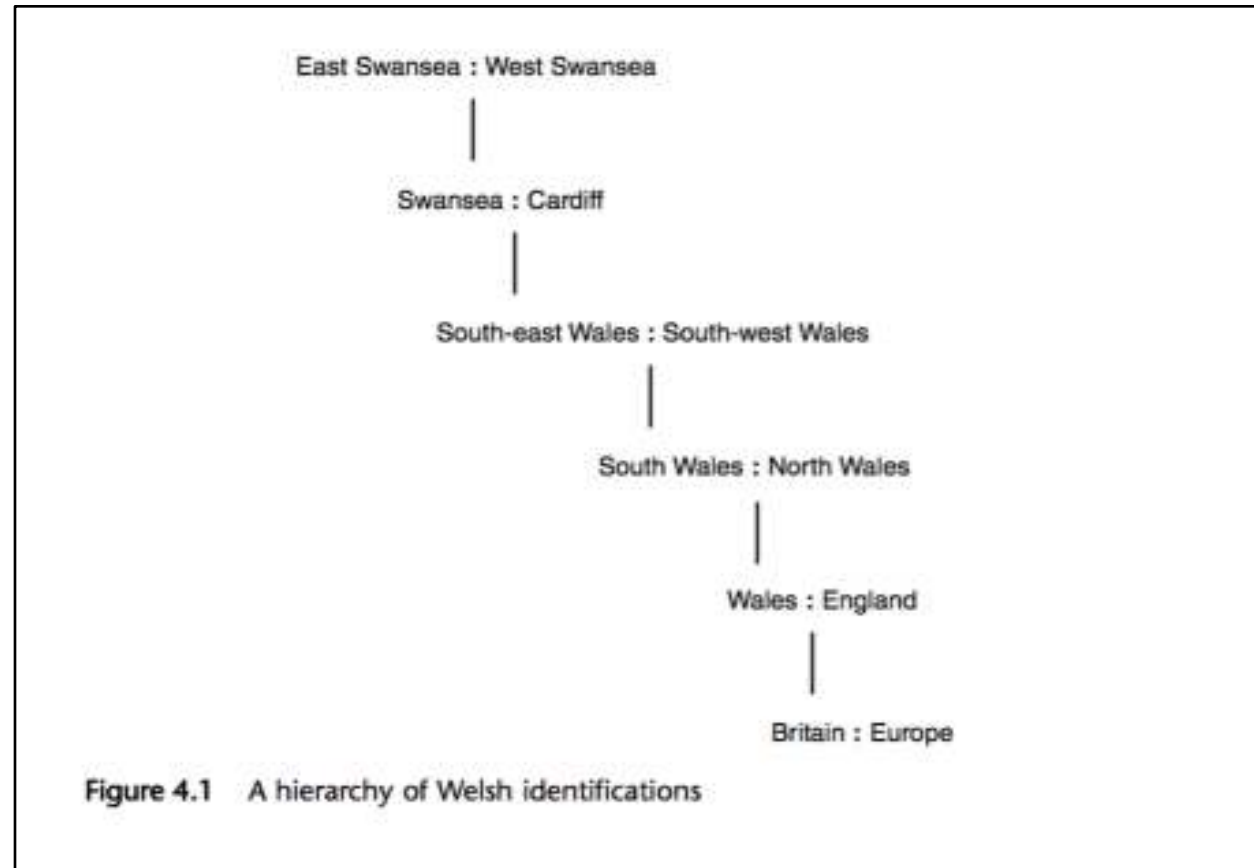 East Swansea : West Swansea
Swansea : Cardiff
South-east Wales : South-west Wales
South Wales : North Wales
Wales : England
Britain : Europe
Figure 4.1 A hierarchy of Welsh identifications